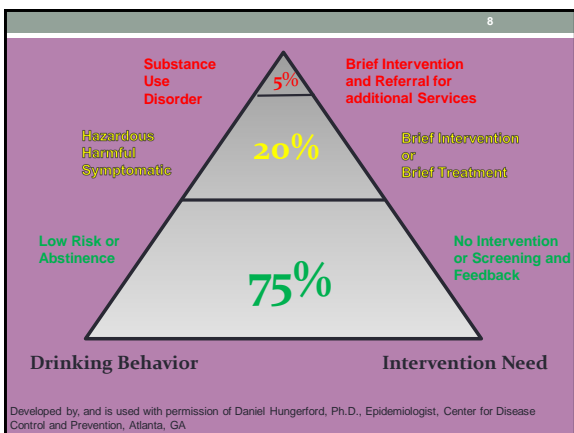 8
Substance
Use
Disorder
5%
Brief Intervention
and Referral for
additional Services
Hazardous
Harmful
Symptomatic
20%
Brief Intervention
or
Brief Treatment
Low Risk or
Abstinence
75%
No Intervention
or Screening and
Feedback
Drinking Behavior
Intervention Need
Developed by, and is used with permission of Daniel Hungerford, Ph.D., Epidemiologist, Center for Disease
Control and Prevention, Atlanta, GA